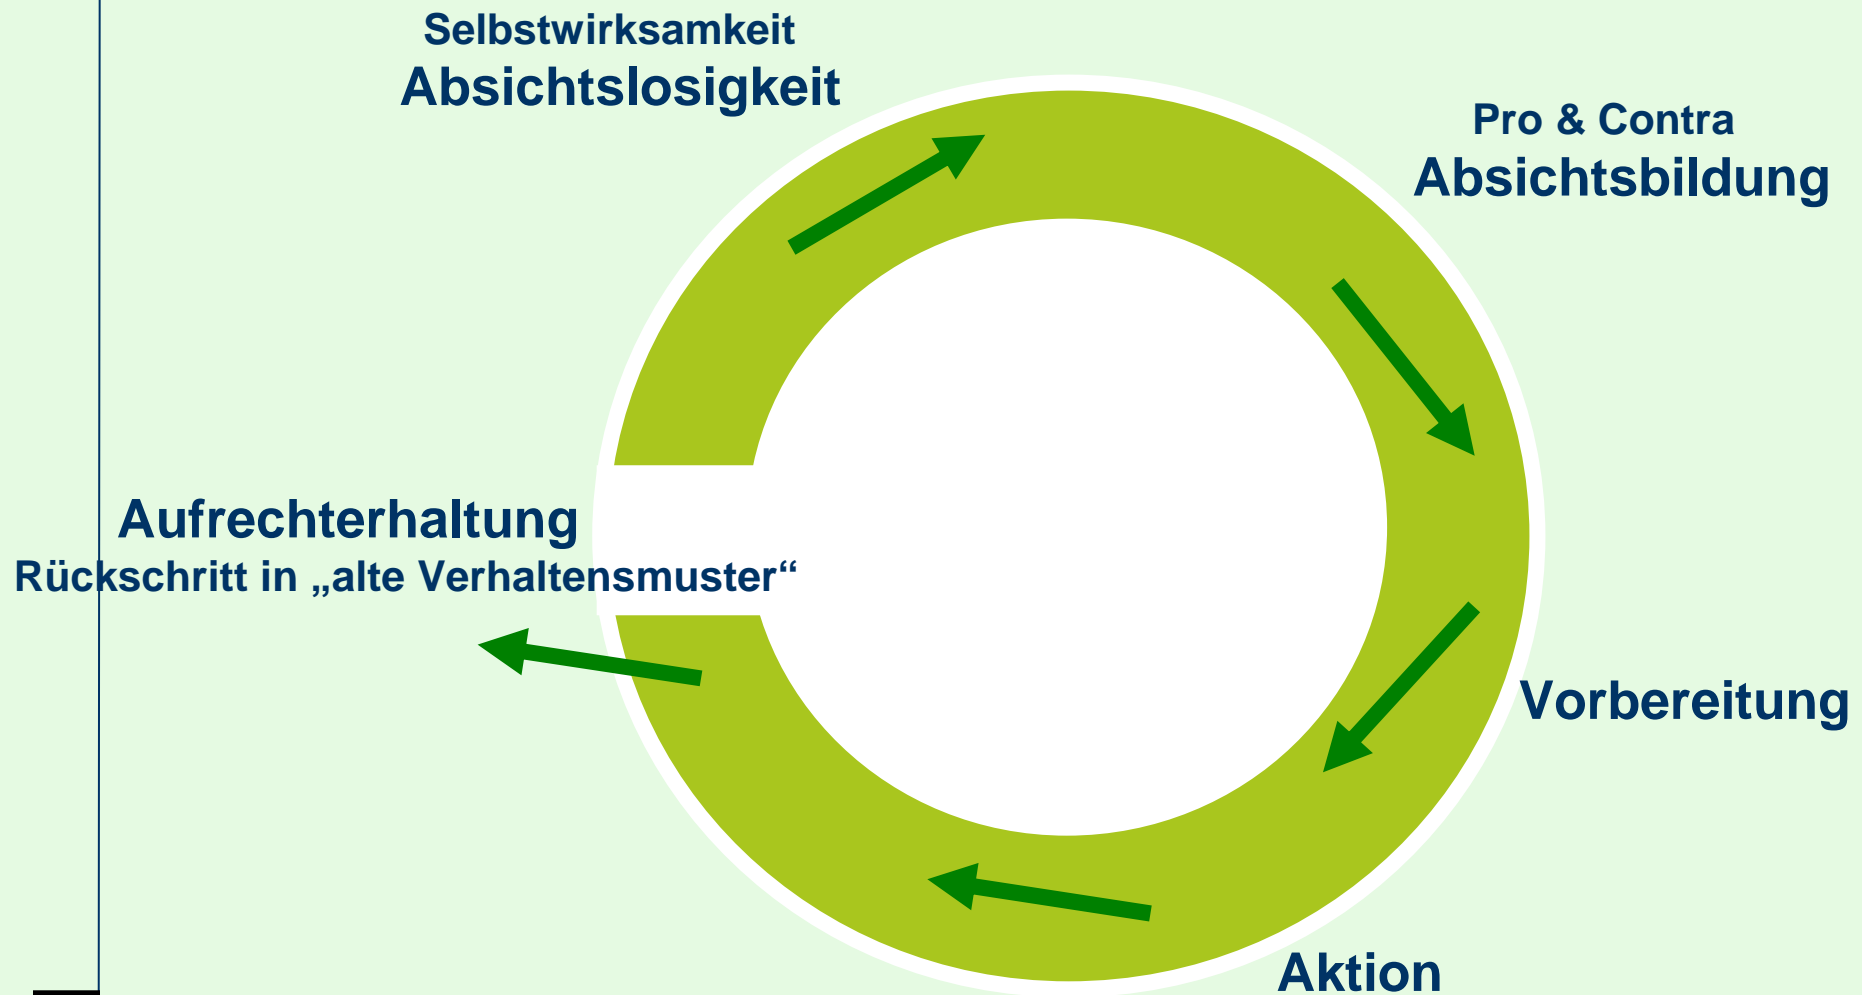 Selbstwirksamkeit
Absichtslosigkeit
Pro & Contra
Absichtsbildung
Aufrechterhaltung
Rückschritt in „alte Verhaltensmuster“
Vorbereitung
Aktion